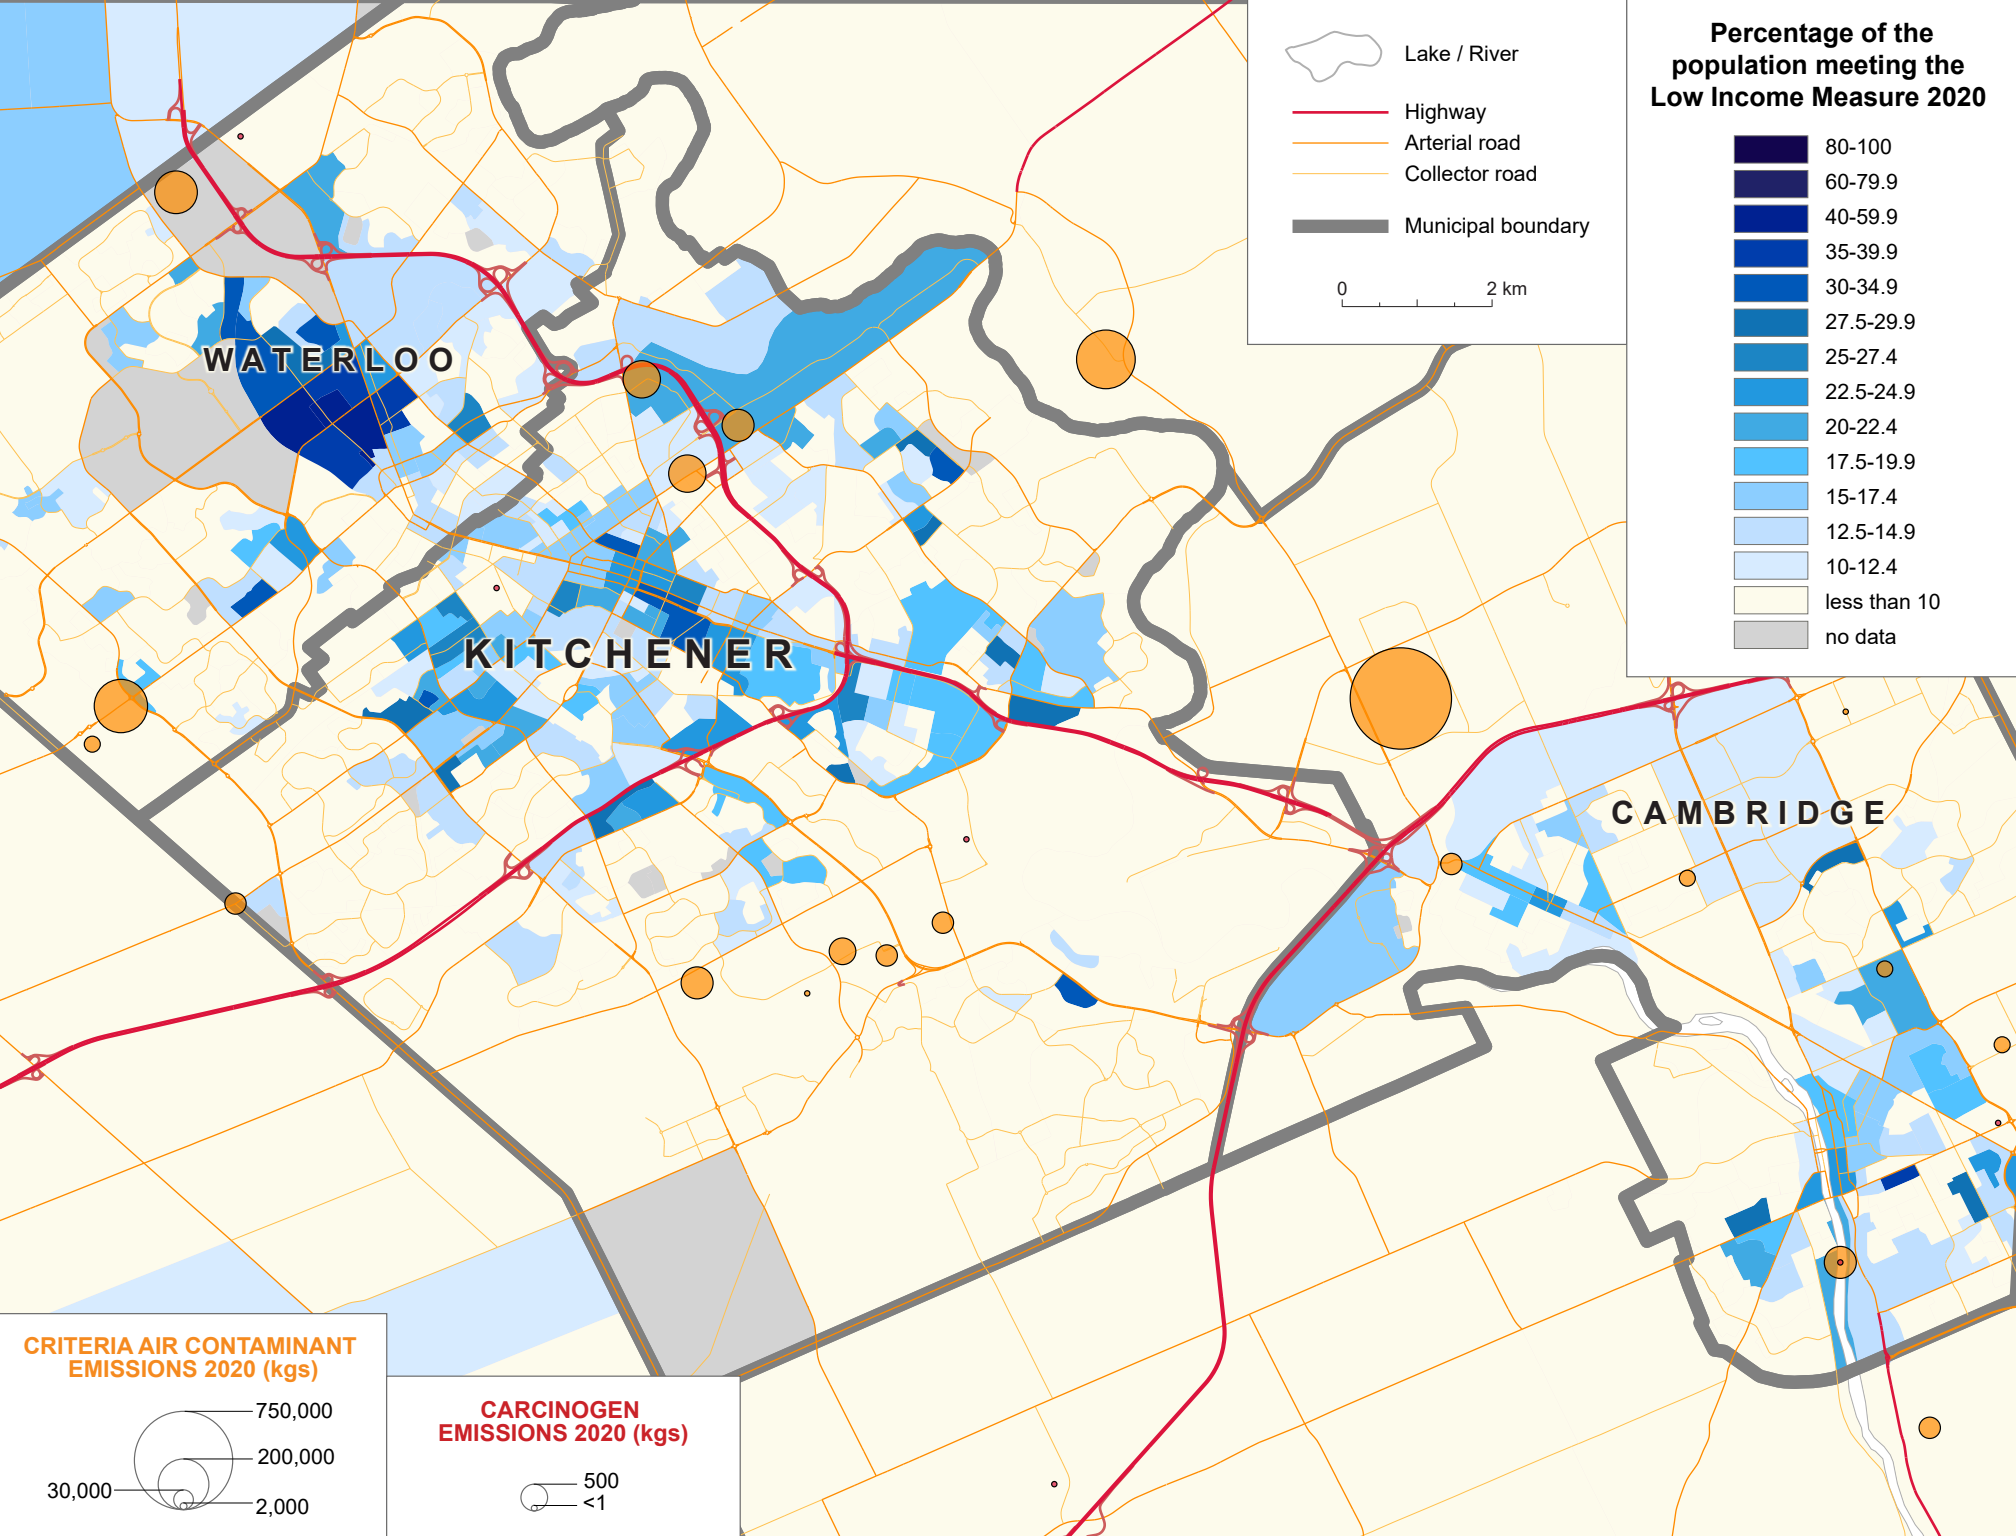 Lake / River
Highway
Arterial road
Collector road
Municipal boundary
0 2 km
Percentage of the
population meeting the
Low Income Measure 2020
80-100
60-79.9
40-59.9
35-39.9
30-34.9
27.5-29.9
25-27.4
22.5-24.9
20-22.4
17.5-19.9
15-17.4
12.5-14.9
10-12.4
less than 10
no data
WATERLOO
KITCHENER
CAMBRIDGE
CRITERIA AIR CONTAMINANT
EMISSIONS 2020 (kgs)
750,000
200,000
30,000
2,000
CARCINOGEN
EMISSIONS 2020 (kgs)
500
<1